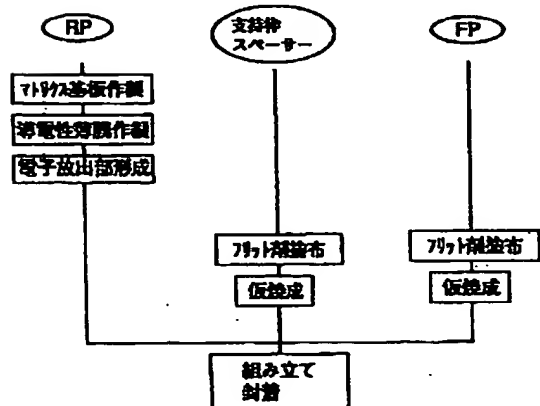 RP
支持枠
スペーサー
FP
マトリクス基板作製
導電性薄膜作製
電子放出部形成
フリット剤塗布
フリット剤塗布
仮焼成
仮焼成
組み立て
封着